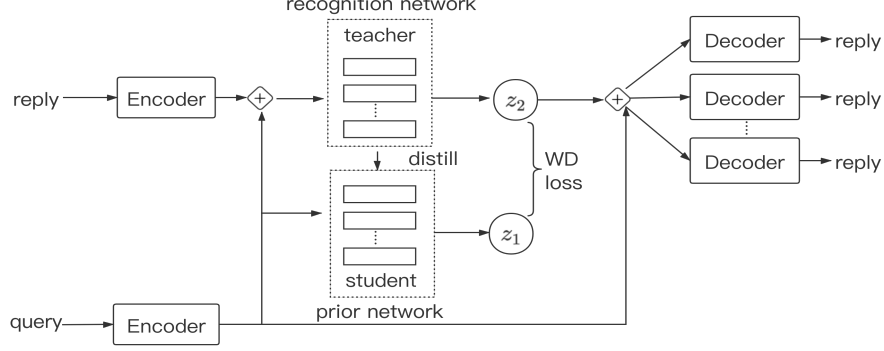 recognition network
teacher
reply
Encoder
+
z₂
+
Decoder
reply
Decoder
reply
Decoder
reply
distill
WD
loss
z₁
student
prior network
query
Encoder